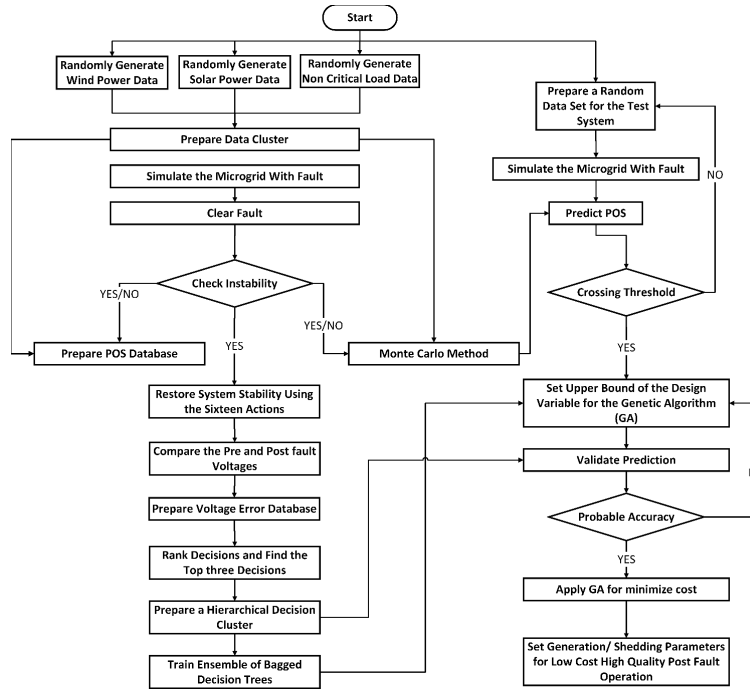 Start
Randomly Generate
Wind Power Data
Randomly Generate
Solar Power Data
Randomly Generate
Non Critical Load Data
Prepare a Random
Data Set for the Test
System
Prepare Data Cluster
Simulate the Microgrid With Fault
Simulate the Microgrid With Fault
NO
Clear Fault
Predict POS
Check Instability
Crossing Threshold
YES/NO
YES/NO
YES
YES
Prepare POS Database
Monte Carlo Method
Restore System Stability Using
the Sixteen Actions
Set Upper Bound of the Design
Variable for the Genetic Algorithm
(GA)
Compare the Pre and Post fault
Voltages
Validate Prediction
Prepare Voltage Error Database
Probable Accuracy
Rank Decisions and Find the
Top three Decisions
YES
Apply GA for minimize cost
Prepare a Hierarchical Decision
Cluster
Set Generation/ Shedding Parameters
for Low Cost High Quality Post Fault
Operation
Train Ensemble of Bagged
Decision Trees